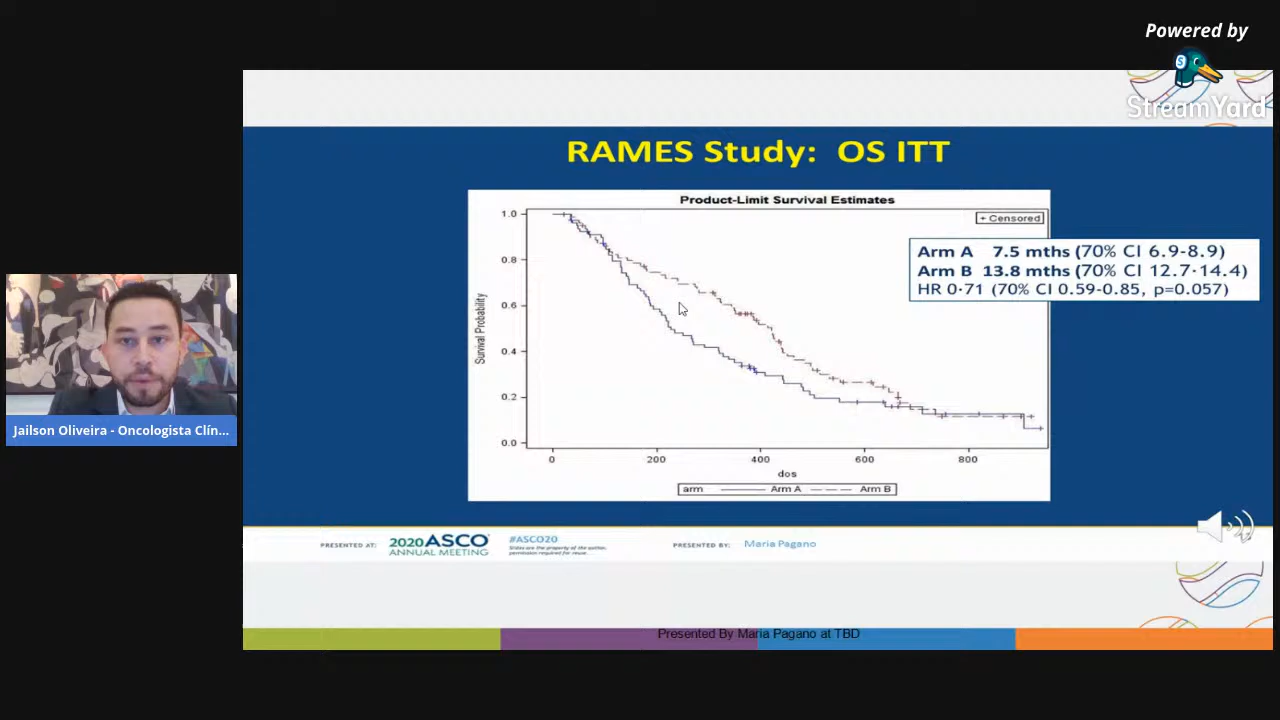 Powered by
StreamYard
RAMES Study: OS ITT
Product-Limit Survival Estimates
+ Censored
Arm A 7.5 mths (70% CI 6.9-8.9)
Arm B 13.8 mths (70% CI 12.7-14.4)
HR 0·71 (70% CI 0.59-0.85, p=0.057)
Survival Probability
1.0
0.8
0.6
0.4
0.2
0.0
0 200 400 600 800
dos
arm Arm A Arm B
Jailson Oliveira - Oncologista Clín...
PRESENTED AT:
2020 ASCO
ANNUAL MEETING
#ASCO20
Slides are the property of the author,
permission required for reuse.
PRESENTED BY:
Maria Pagano
Presented By Maria Pagano at TBD